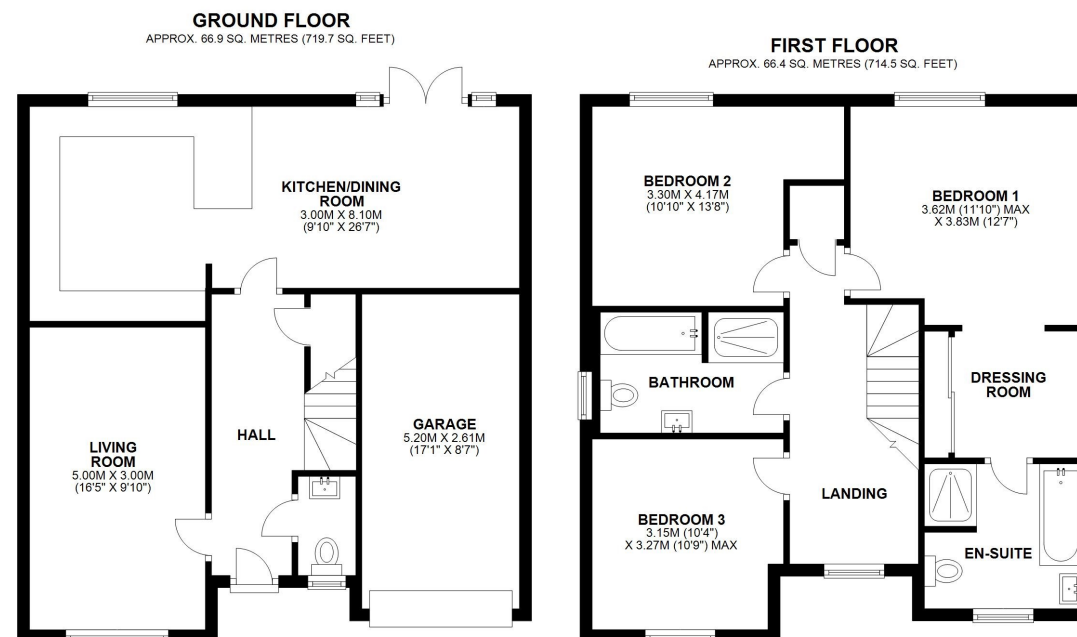 GROUND FLOOR
APPROX. 66.9 SQ. METRES (719.7 SQ. FEET)
KITCHEN/DINING
ROOM
3.00M X 8.10M
(9'10" X 26'7")
HALL
LIVING
ROOM
5.00M X 3.00M
(16'5" X 9'10")
GARAGE
5.20M X 2.61M
(17'1" X 8'7")
FIRST FLOOR
APPROX. 66.4 SQ. METRES (714.5 SQ. FEET)
BEDROOM 2
3.30M X 4.17M
(10'10" X 13'8")
BEDROOM 1
3.62M (11'10") MAX
X 3.83M (12'7")
BATHROOM
DRESSING
ROOM
LANDING
BEDROOM 3
3.15M (10'4")
X 3.27M (10'9") MAX
EN-SUITE